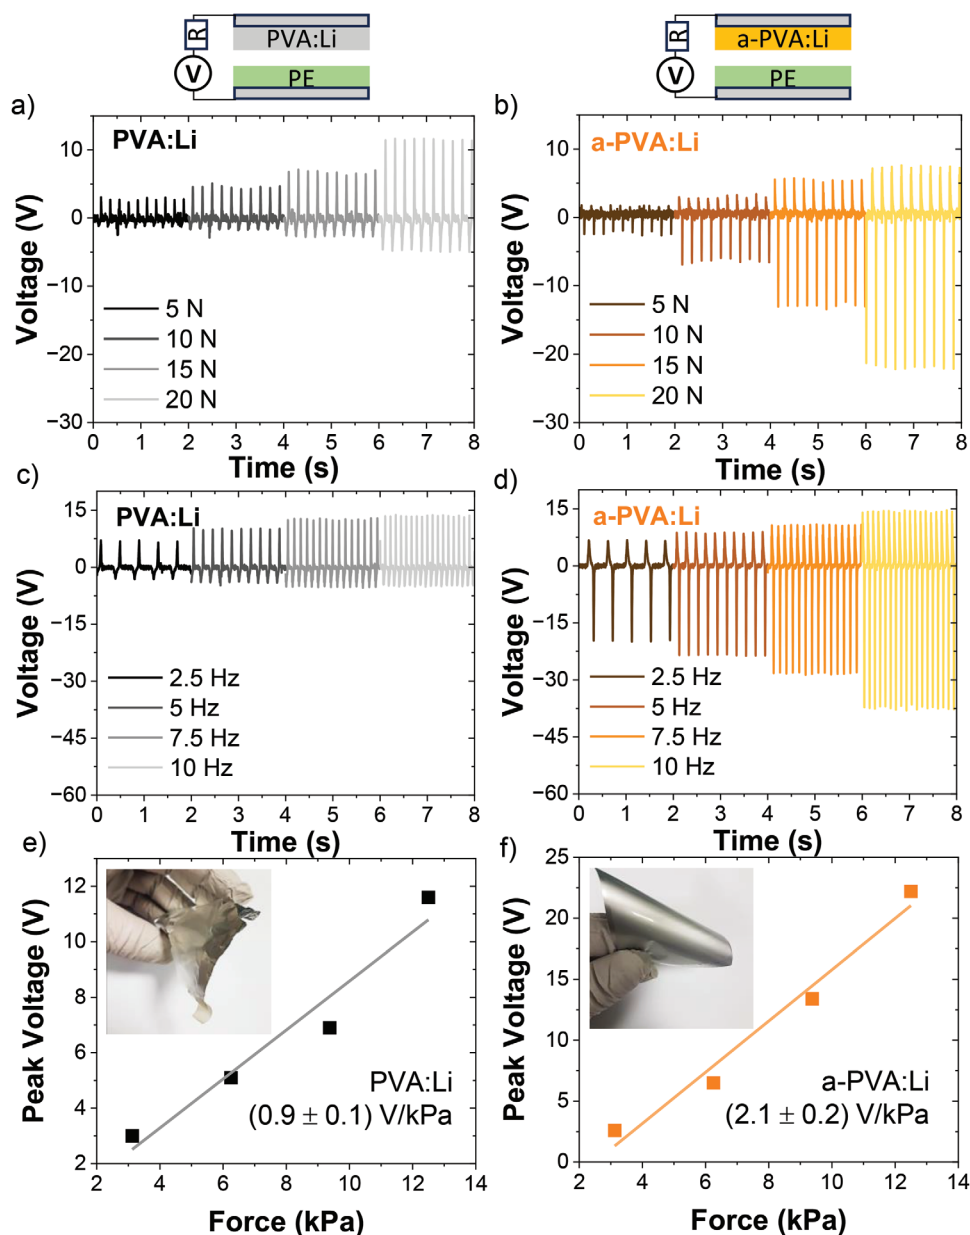 R
V
PVA:Li
PE
R
V
a-PVA:Li
PE
a)
PVA:Li
Voltage (V)
10
0
−10
−20
−30
5 N
10 N
15 N
20 N
0 1 2 3 4 5 6 7 8
Time (s)
b)
a-PVA:Li
Voltage (V)
10
0
−10
−20
−30
5 N
10 N
15 N
20 N
0 1 2 3 4 5 6 7 8
Time (s)
c)
PVA:Li
Voltage (V)
15
0
−15
−30
−45
−60
2.5 Hz
5 Hz
7.5 Hz
10 Hz
0 1 2 3 4 5 6 7 8
Time (s)
d)
a-PVA:Li
Voltage (V)
15
0
−15
−30
−45
−60
2.5 Hz
5 Hz
7.5 Hz
10 Hz
0 1 2 3 4 5 6 7 8
Time (s)
e)
Peak Voltage (V)
12
10
8
6
4
2
PVA:Li
(0.9 ± 0.1) V/kPa
2 4 6 8 10 12 14
Force (kPa)
f)
Peak Voltage (V)
25
20
15
10
5
0
a-PVA:Li
(2.1 ± 0.2) V/kPa
2 4 6 8 10 12 14
Force (kPa)